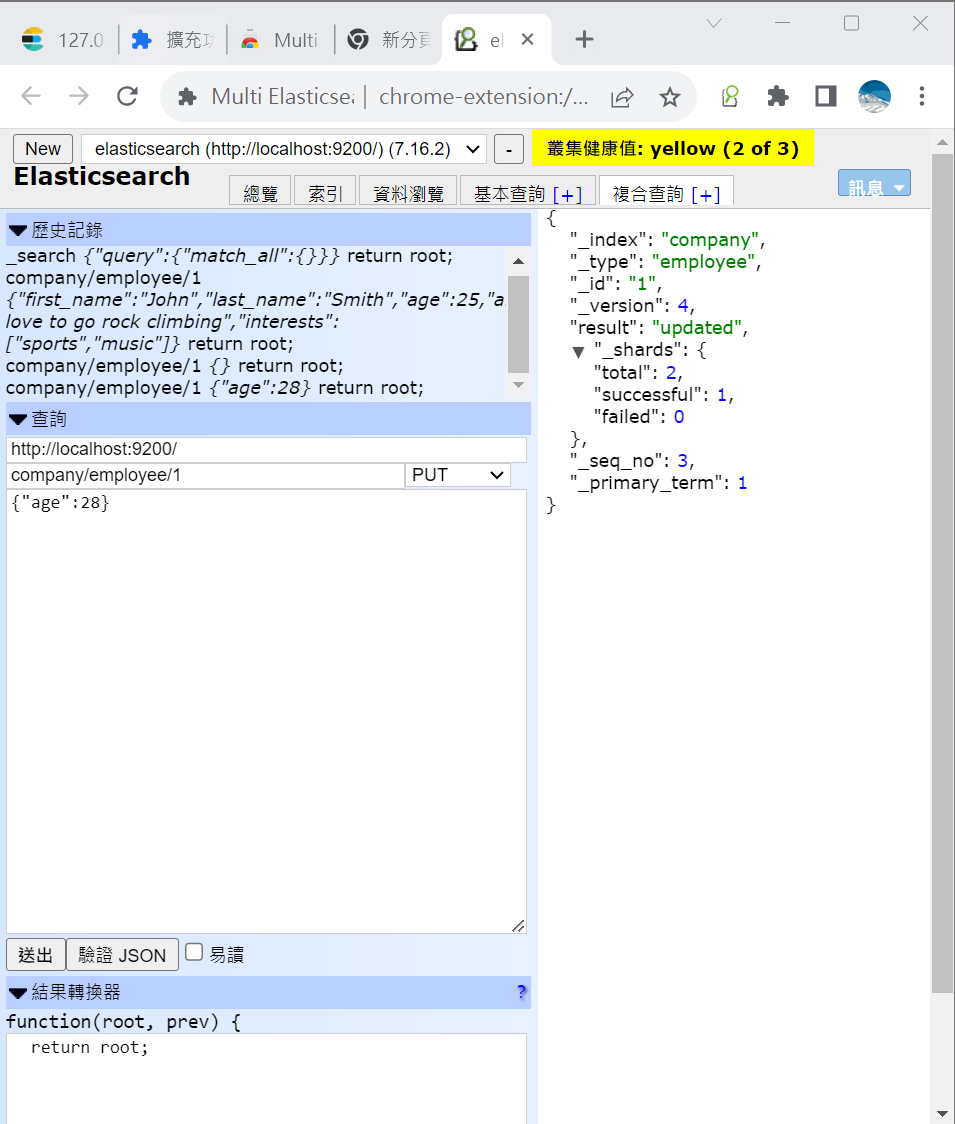 127.0
擴充功
Multi
新分頁
el
Multi Elasticsea
chrome-extension:/...
New
elasticsearch (http://localhost:9200/) (7.16.2)
-
叢集健康值: yellow (2 of 3)
Elasticsearch
總覽
索引
資料瀏覽
基本查詢 [+]
複合查詢 [+]
訊息
歷史記錄
_search {"query":{"match_all":{}}} return root;
company/employee/1
{"first_name":"John","last_name":"Smith","age":25,"a
love to go rock climbing","interests":
["sports","music"]} return root;
company/employee/1 {} return root;
company/employee/1 {"age":28} return root;
查詢
http://localhost:9200/
company/employee/1
PUT
{"age":28}
送出
驗證 JSON
易讀
結果轉換器
?
function(root, prev) {
return root;
{
"_index": "company",
"_type": "employee",
"_id": "1",
"_version": 4,
"result": "updated",
"_shards": {
"total": 2,
"successful": 1,
"failed": 0
},
"_seq_no": 3,
"_primary_term": 1
}